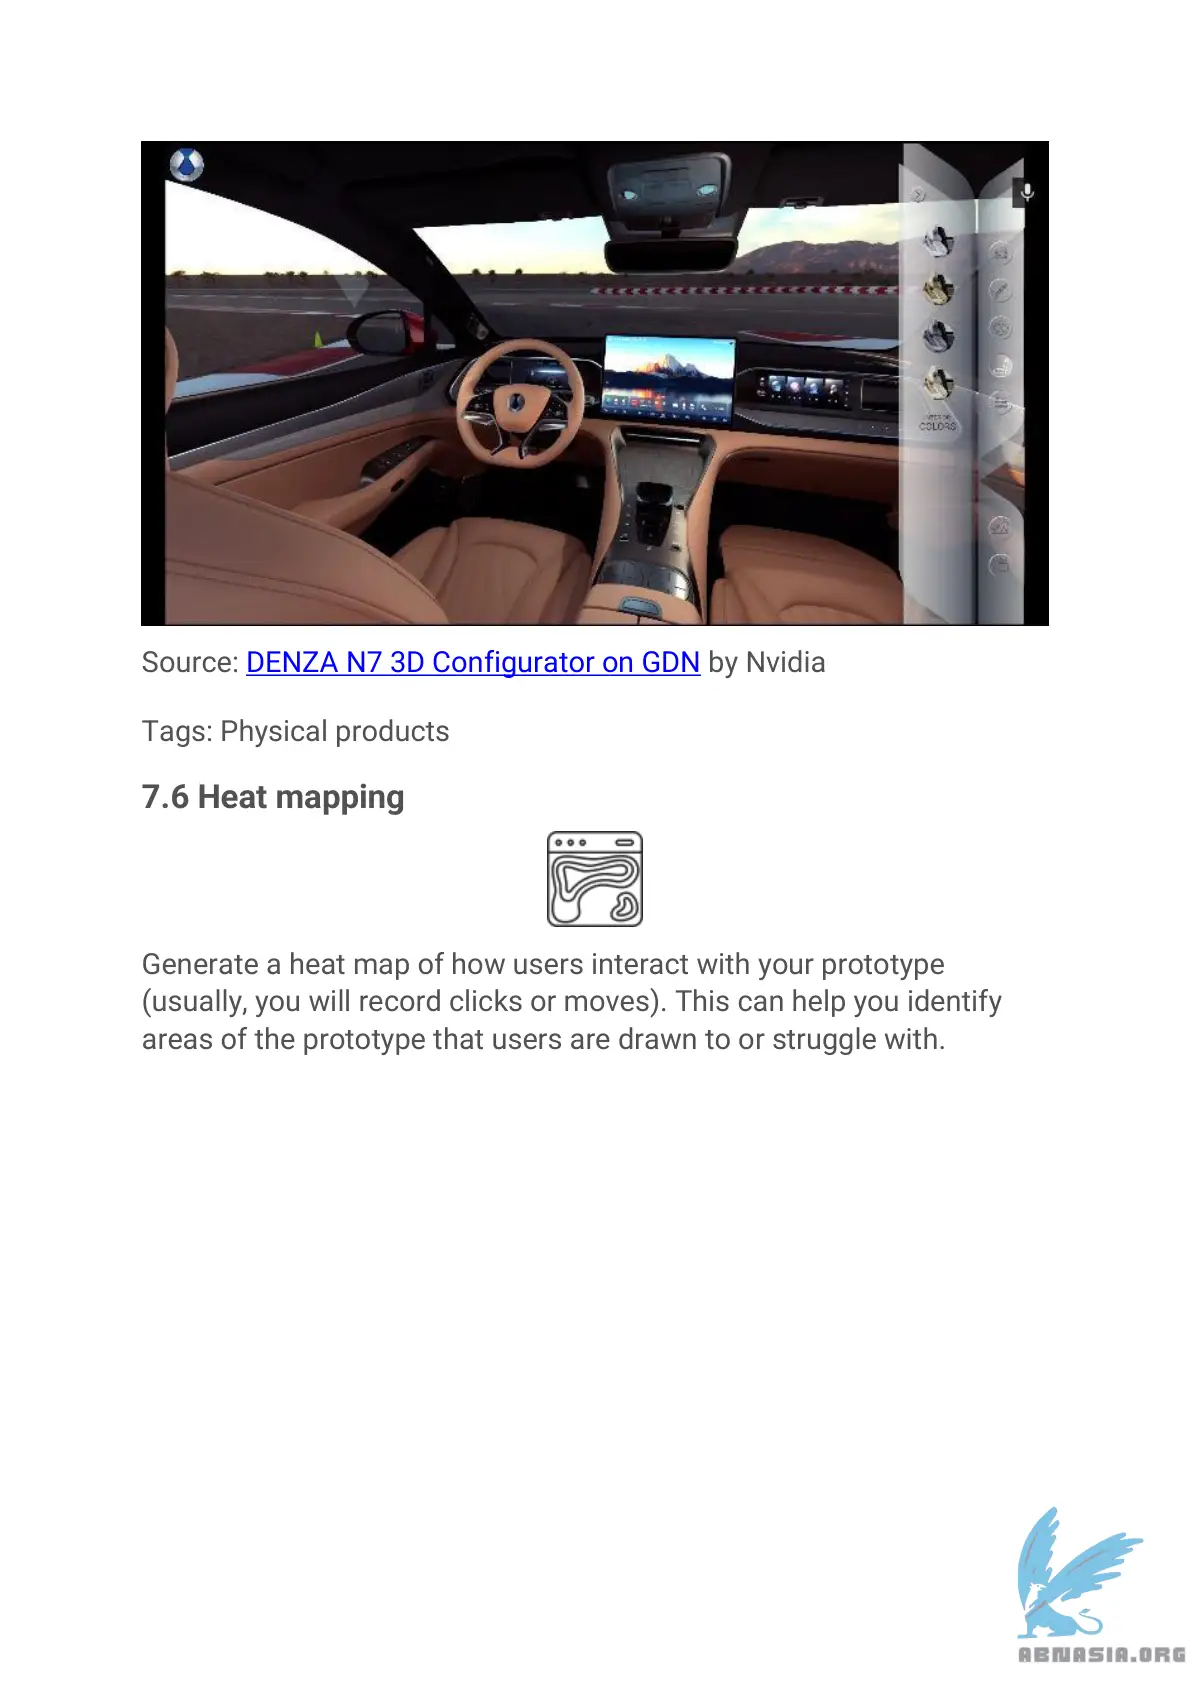 COLORS
Source: DENZA N7 3D Configurator on GDN by Nvidia
Tags: Physical products
7.6 Heat mapping
Generate a heat map of how users interact with your prototype
(usually, you will record clicks or moves). This can help you identify
areas of the prototype that users are drawn to or struggle with.
ABNASIA.ORG